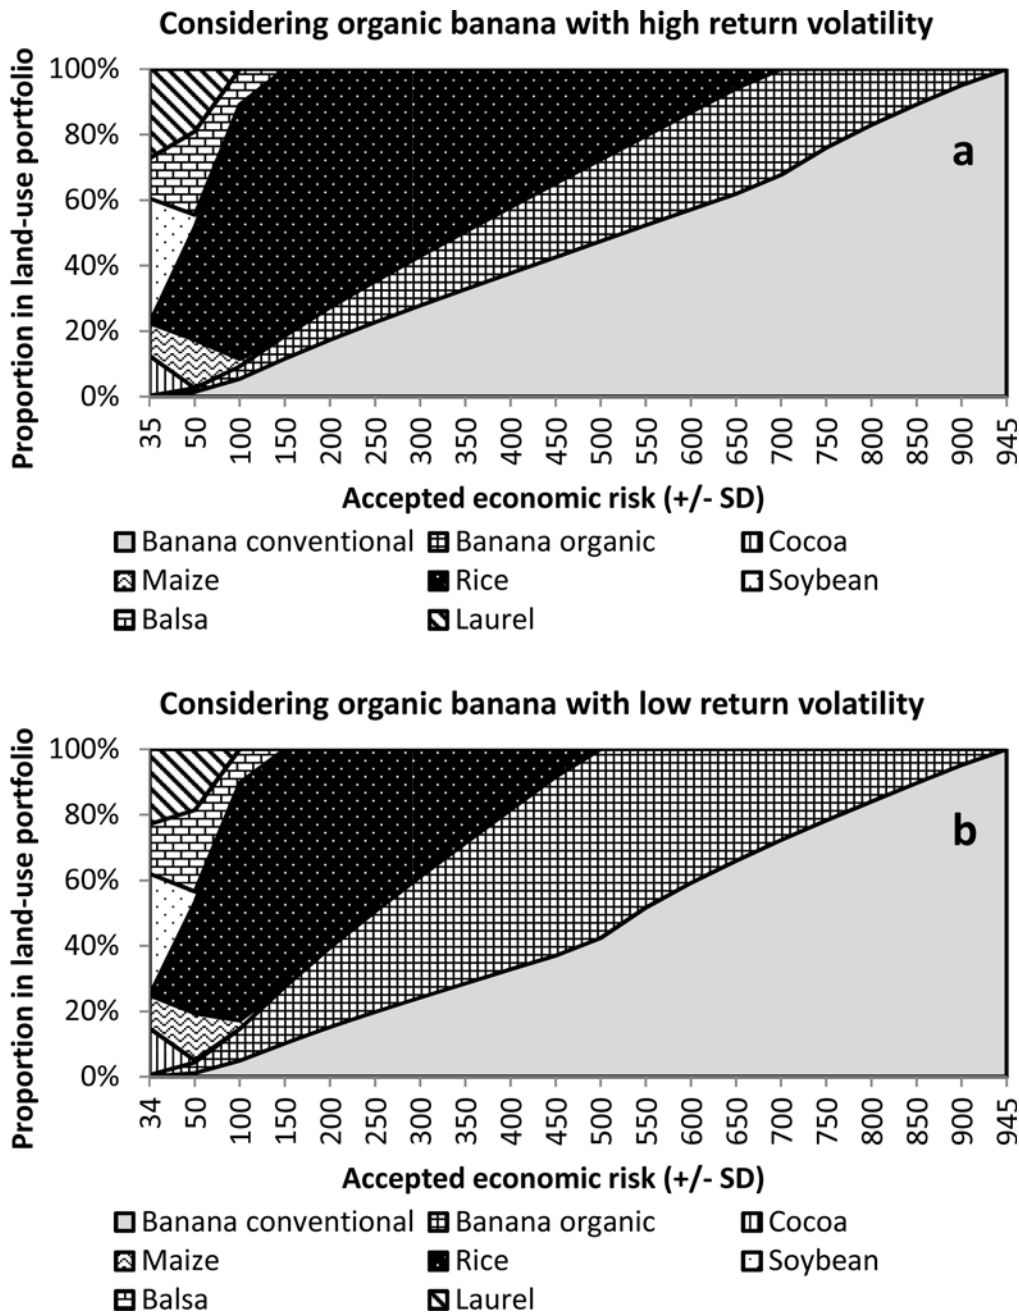 Considering organic banana with high return volatility
Proportion in land-use portfolio
100%
80%
60%
40%
20%
0%
a
35 50 100 150 200 250 300 350 400 450 500 550 600 650 700 750 800 850 900 945
Accepted economic risk (+/- SD)
Banana conventional Banana organic Cocoa
Maize Rice Soybean
Balsa Laurel
Considering organic banana with low return volatility
Proportion in land-use portfolio
100%
80%
60%
40%
20%
0%
b
34 50 100 150 200 250 300 350 400 450 500 550 600 650 700 750 800 850 900 945
Accepted economic risk (+/- SD)
Banana conventional Banana organic Cocoa
Maize Rice Soybean
Balsa Laurel